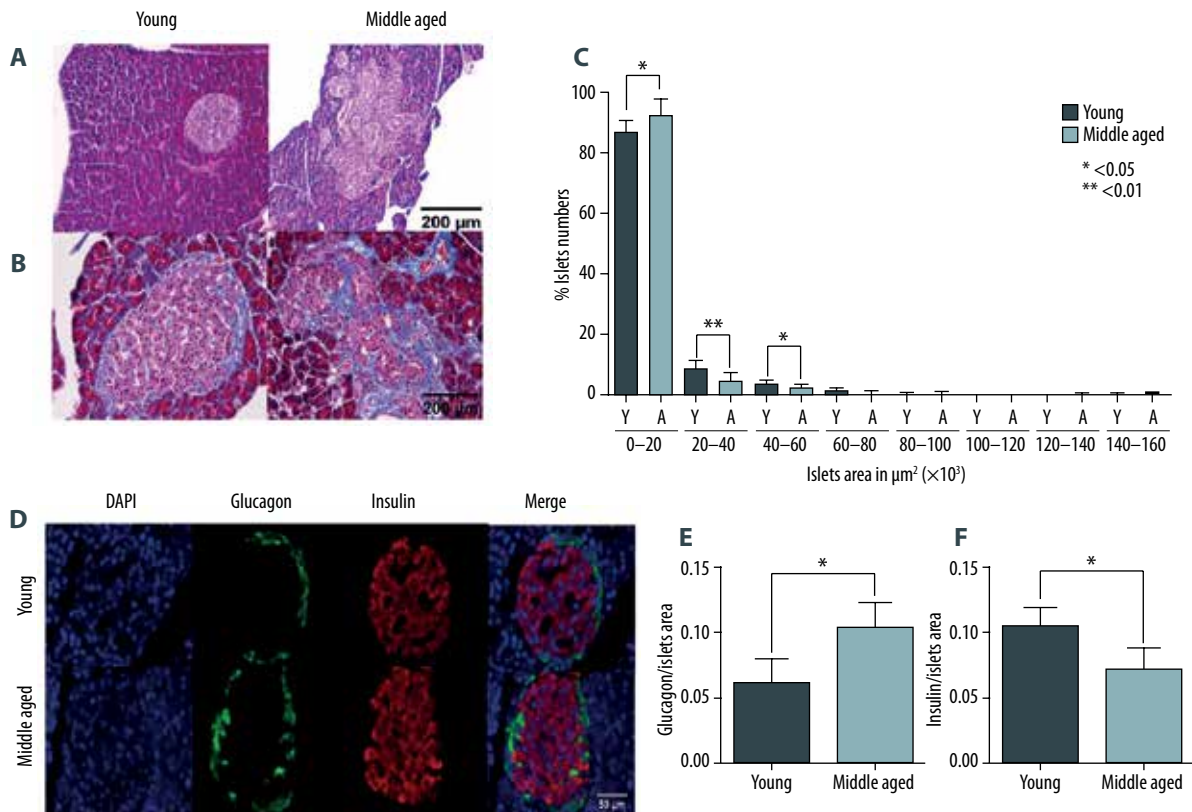 Young Middle aged
A
200 µm
B
200 µm
C
% Islets numbers
100
80
60
40
20
0
* ** *
Young
Middle aged
* <0.05
** <0.01
Y A Y A Y A Y A Y A Y A Y A Y A
0–20 20–40 40–60 60–80 80–100 100–120 120–140 140–160
Islets area in µm² (×10³)
D
DAPI Glucagon Insulin Merge
Young
Middle aged
50 µm
E
Glucagon/islets area
0.15
0.10
0.05
0.00
*
Young Middle aged
F
Insulin/islets area
0.15
0.10
0.05
0.00
*
Young Middle aged